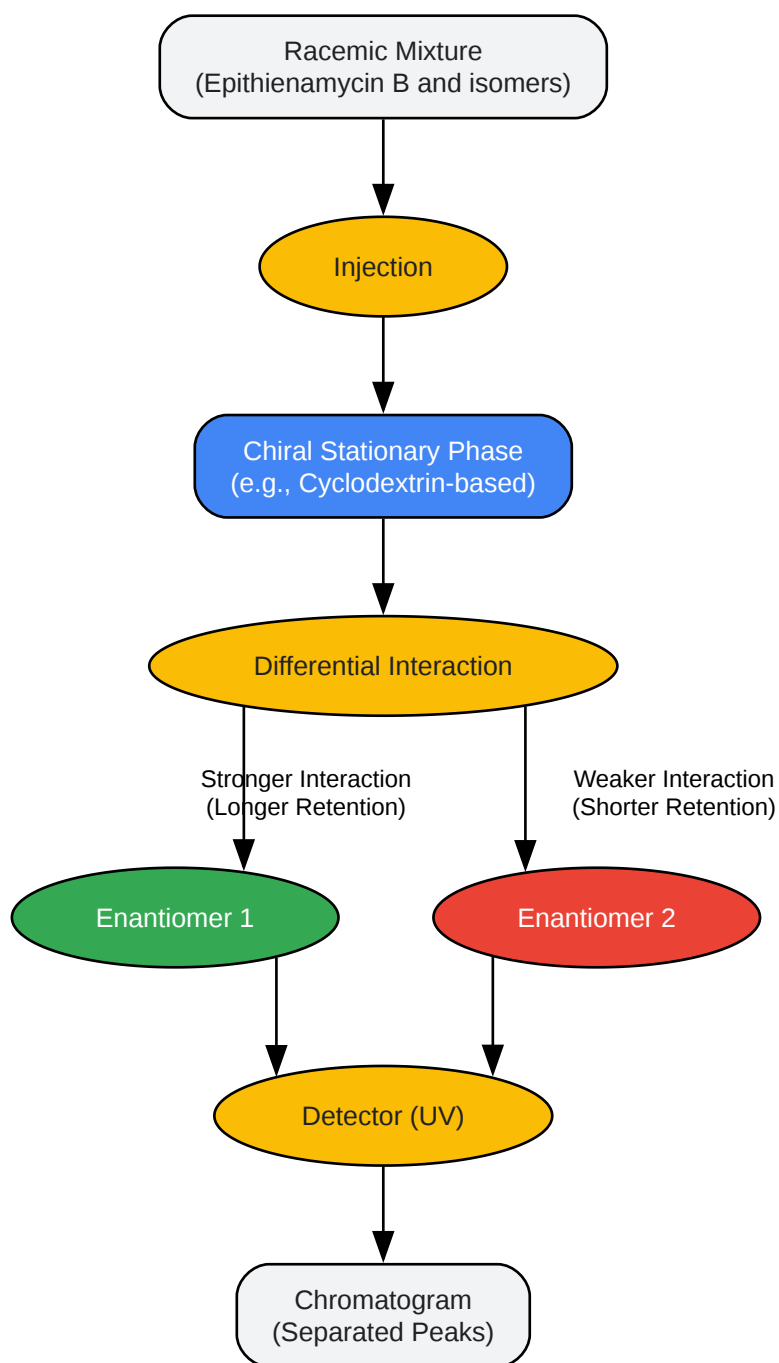 Racemic Mixture
(Epithienamycin B and isomers)
Injection
Chiral Stationary Phase
(e.g., Cyclodextrin-based)
Differential Interaction
Stronger Interaction
(Longer Retention)
Weaker Interaction
(Shorter Retention)
Enantiomer 1
Enantiomer 2
Detector (UV)
Chromatogram
(Separated Peaks)